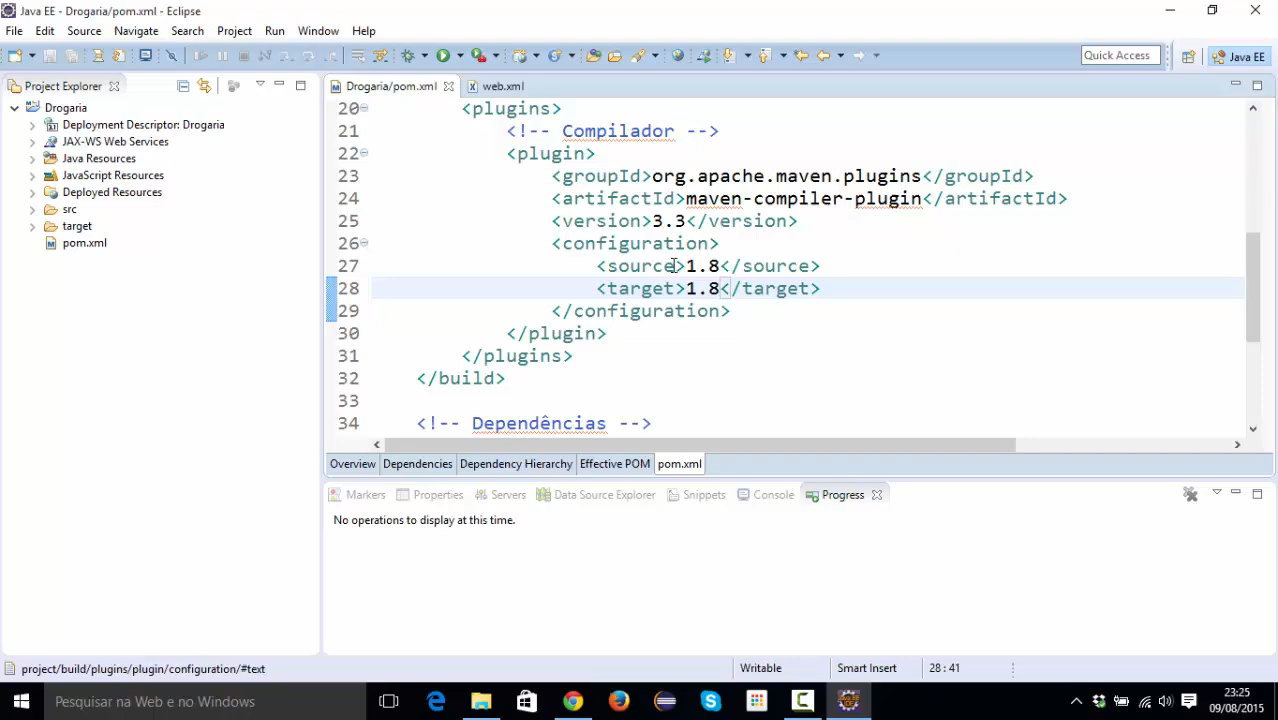 Java EE - Drogaria/pom.xml - Eclipse
File Edit Source Navigate Search Project Run Window Help
Quick Access
Java EE
Project Explorer
Drogaria/pom.xml
web.xml
Drogaria
Deployment Descriptor: Drogaria
JAX-WS Web Services
Java Resources
JavaScript Resources
Deployed Resources
src
target
pom.xml
20 <plugins>
21 <!-- Compilador -->
22 <plugin>
23 <groupId>org.apache.maven.plugins</groupId>
24 <artifactId>maven-compiler-plugin</artifactId>
25 <version>3.3</version>
26 <configuration>
27 <source>1.8</source>
28 <target>1.8</target>
29 </configuration>
30 </plugin>
31 </plugins>
32 </build>
33
34 <!-- Dependências -->
Overview Dependencies Dependency Hierarchy Effective POM pom.xml
Markers Properties Servers Data Source Explorer Snippets Console Progress
No operations to display at this time.
project/build/plugins/plugin/configuration/#text
Writable
Smart Insert
28 : 41
Pesquisar na Web e no Windows
23:25
09/08/2015